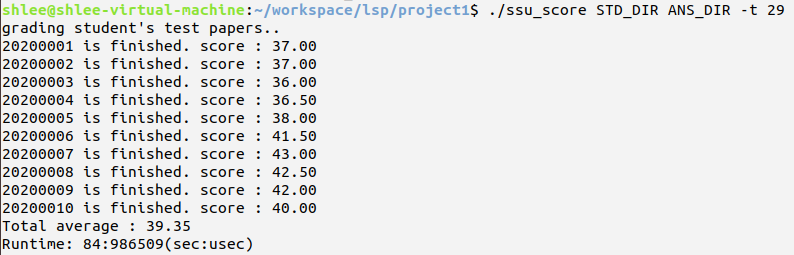 shlee@shlee-virtual-machine:~/workspace/lsp/project1$ ./ssu_score STD_DIR ANS_DIR -t 29
grading student's test papers..
20200001 is finished. score : 37.00
20200002 is finished. score : 37.00
20200003 is finished. score : 36.00
20200004 is finished. score : 36.50
20200005 is finished. score : 38.00
20200006 is finished. score : 41.50
20200007 is finished. score : 43.00
20200008 is finished. score : 42.50
20200009 is finished. score : 42.00
20200010 is finished. score : 40.00
Total average : 39.35
Runtime: 84:986509(sec:usec)